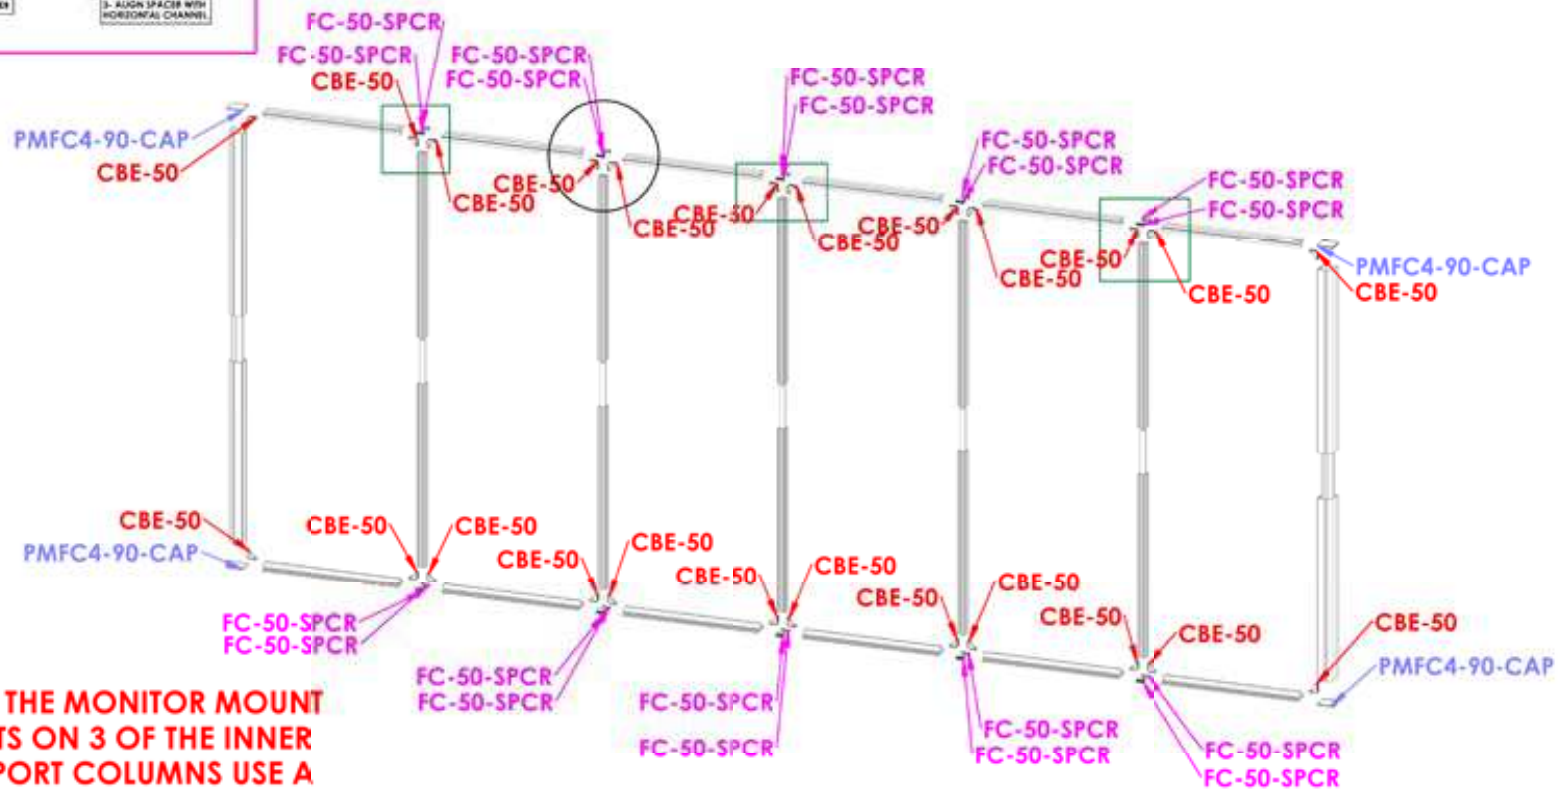 3- ALIGN SPACER WITH
HORIZONTAL CHANNEL
FC-50-SPCR
FC-50-SPCR
CBE-50
FC-50-SPCR
FC-50-SPCR
FC-50-SPCR
FC-50-SPCR
PMFC4-90-CAP
CBE-50
FC-50-SPCR
FC-50-SPCR
CBE-50
CBE-50
FC-50-SPCR
FC-50-SPCR
CBE-50
CBE-50
CBE-50
CBE-50
CBE-50
CBE-50
CBE-50
CBE-50
PMFC4-90-CAP
CBE-50
CBE-50
PMFC4-90-CAP
CBE-50
CBE-50
CBE-50
CBE-50
CBE-50
CBE-50
CBE-50
CBE-50
CBE-50
CBE-50
CBE-50
PMFC4-90-CAP
FC-50-SPCR
FC-50-SPCR
FC-50-SPCR
FC-50-SPCR
FC-50-SPCR
FC-50-SPCR
FC-50-SPCR
FC-50-SPCR
FC-50-SPCR
FC-50-SPCR
THE MONITOR MOUNT
TS ON 3 OF THE INNER
PORT COLUMNS USE A